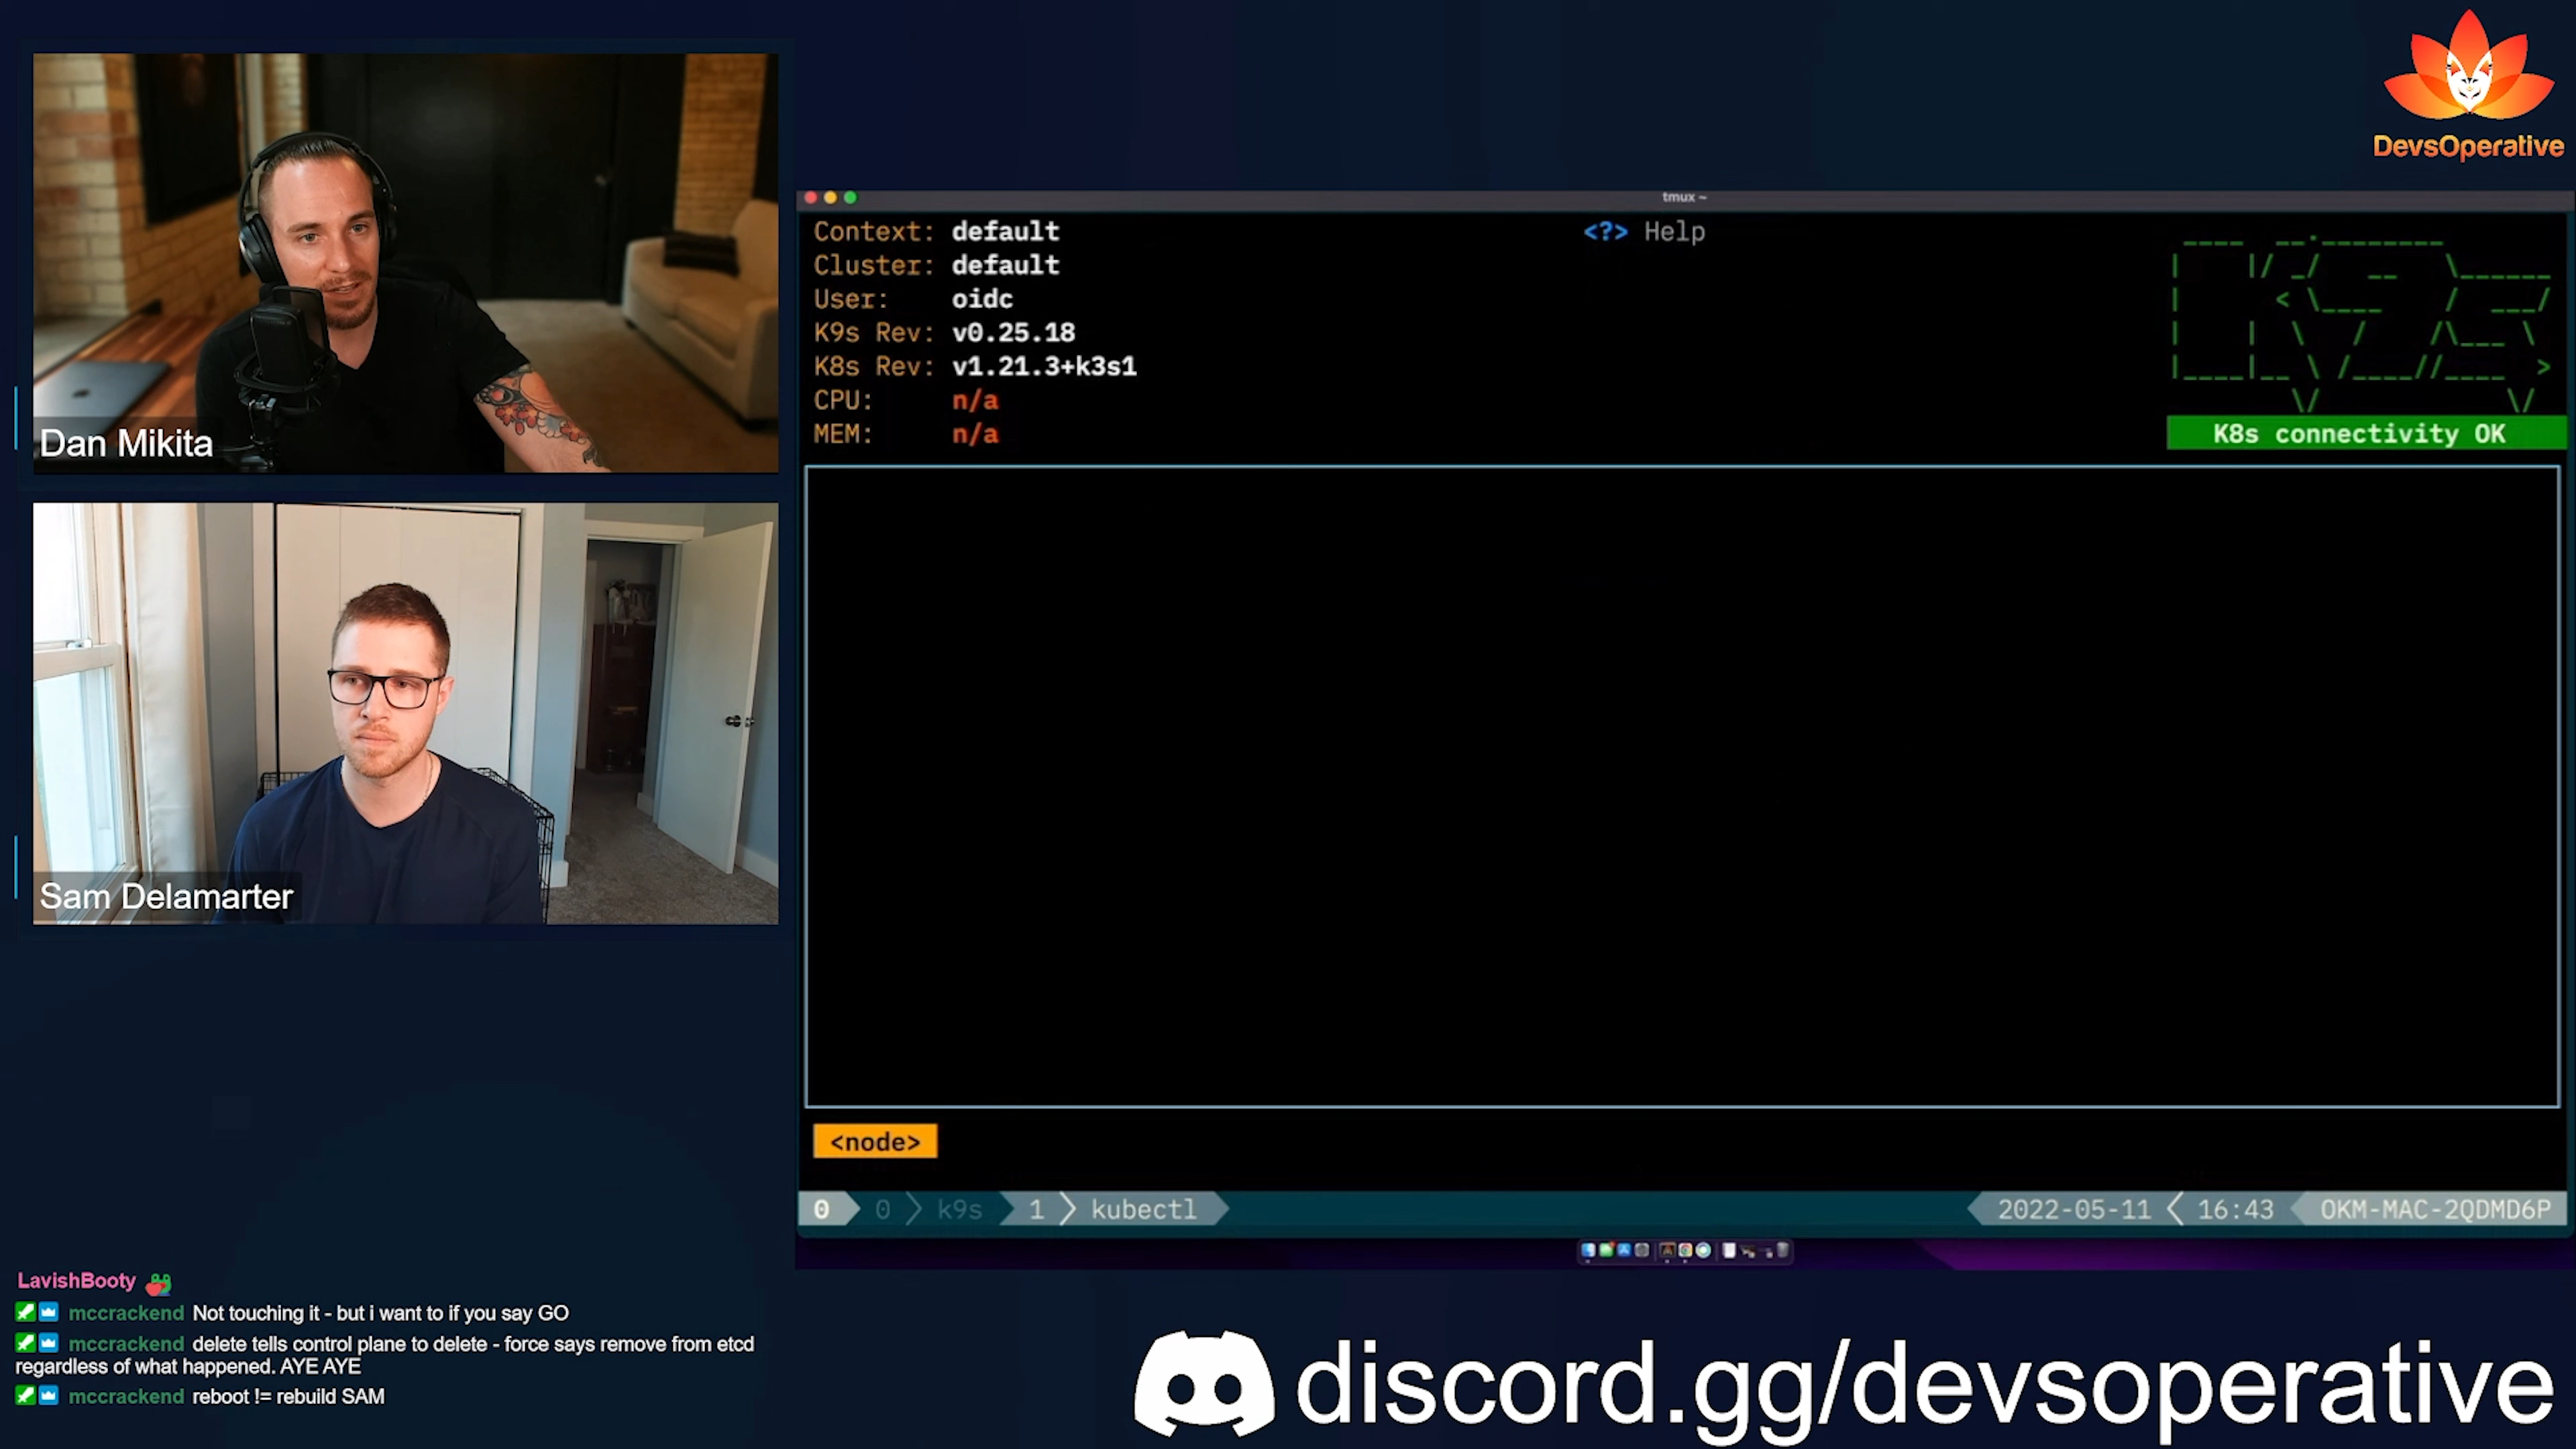 DevsOperative
Dan Mikita
Sam Delamarter
tmux ~
Context: default
Cluster: default
User: oidc
K9s Rev: v0.25.18
K8s Rev: v1.21.3+k3s1
CPU: n/a
MEM: n/a
<?> Help
K8s connectivity OK
<node>
0 0 k9s 1 kubectl 2022-05-11 16:43 OKM-MAC-2QDMD6P
LavishBooty
mccrackend Not touching it - but i want to if you say GO
mccrackend delete tells control plane to delete - force says remove from etcd
regardless of what happened. AYE AYE
mccrackend reboot != rebuild SAM
discord.gg/devsoperative